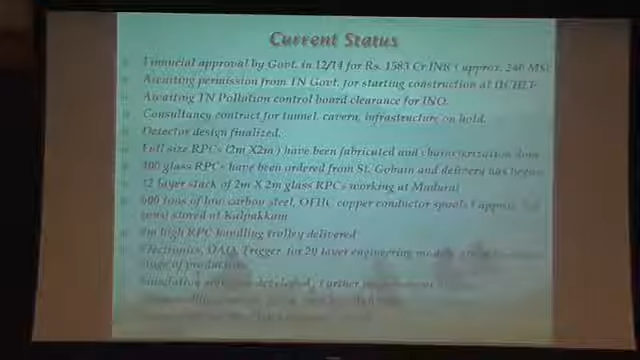 Current Status
Financial approval by Govt. in 12/14 for Rs. 1583 Cr INR ( approx. 240 M$)
Awaiting permission from TN Govt. for starting construction at IICHEP
Awaiting TN Pollution control board clearance for INO.
Consultancy contract for tunnel, cavern, infrastructure on hold.
Detector design finalized.
Full size RPCs (2m X2m ) have been fabricated and characterization done
400 glass RPCs have been ordered from St. Gobain and delivery has began
12 layer stack of 2m X 2m glass RPCs working at Madurai
600 tons of low carbon steel, OFHC copper conductor spools ( approx.
tons) stored at Kalpakkam
high RPC handling trolley delivered
Electronics, DAQ, Trigger for 20 layer engineering module
stage of production
Simulation developed, Further